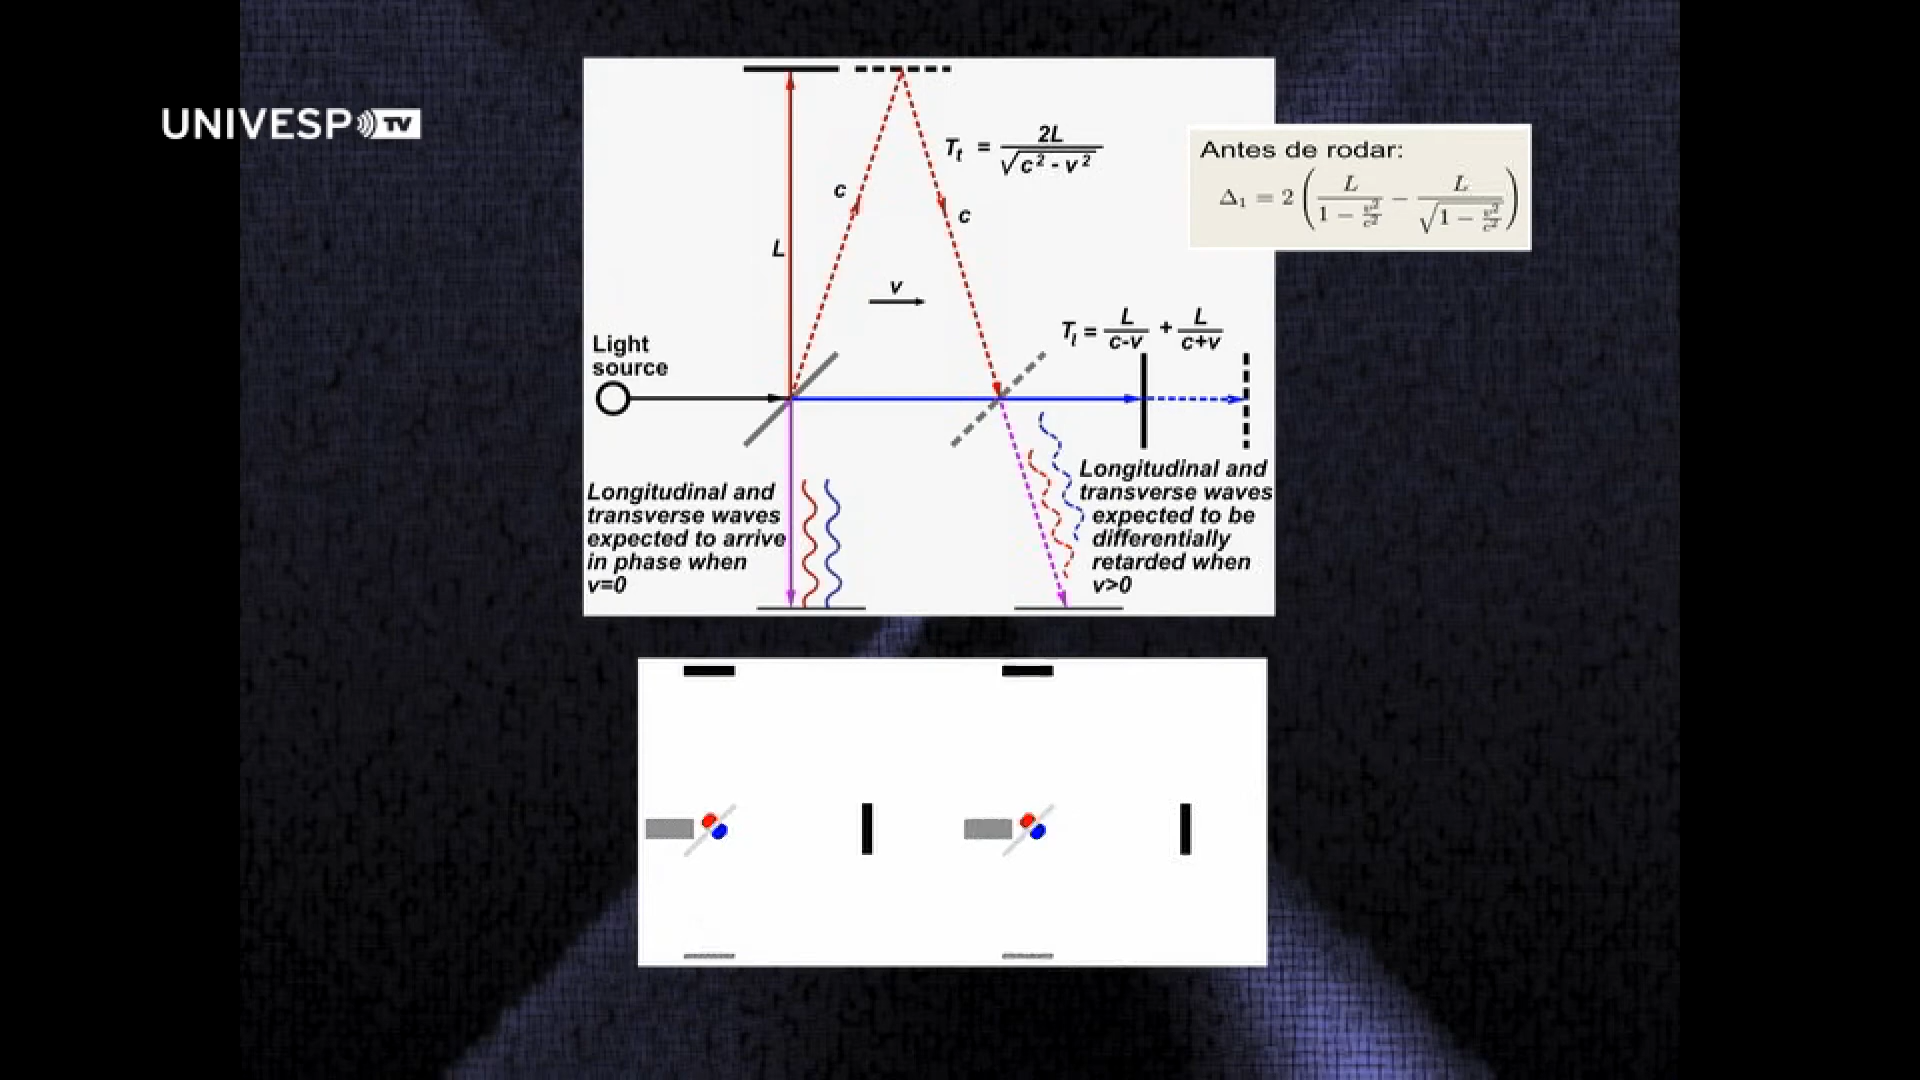 UNIVESP TV
T_t = 2L / √(c² - v²)
Antes de rodar:
Δ₁ = 2 ( L / (1 − v²/c²) − L / √(1 − v²/c²) )
c
c
L
v
T_l = L / (c-v) + L / (c+v)
Light
source
Longitudinal and
transverse waves
expected to arrive
in phase when
v=0
Longitudinal and
transverse waves
expected to be
differentially
retarded when
v>0